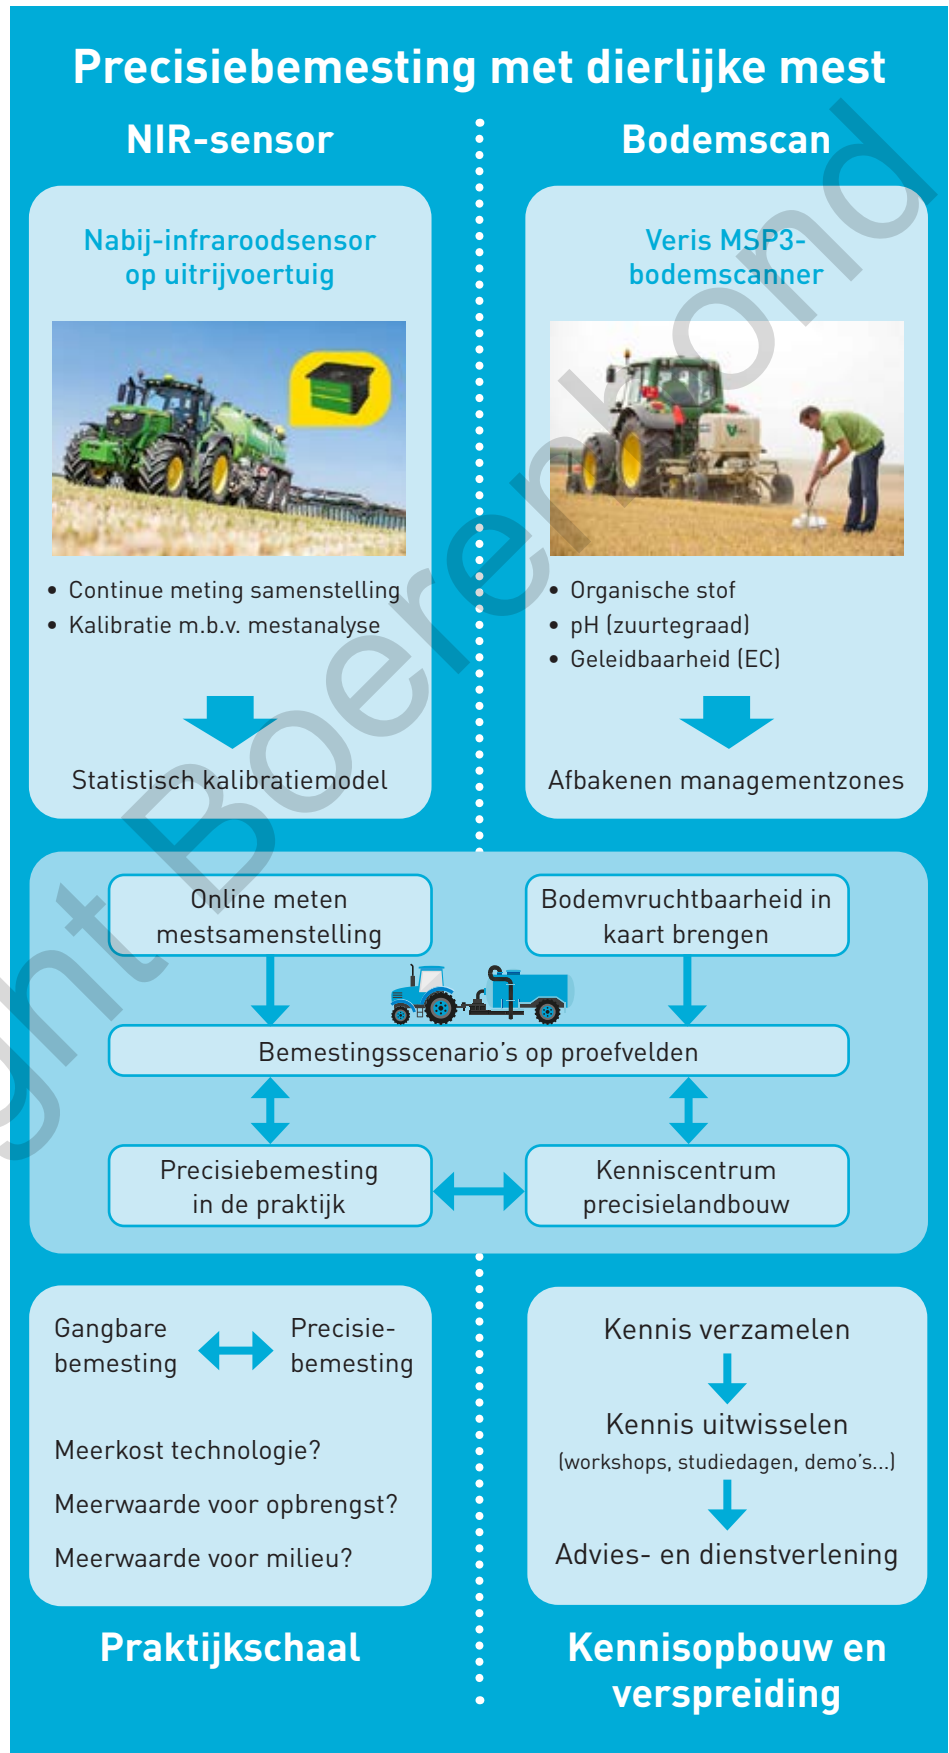 Precisiebemesting met dierlijke mest
NIR-sensor
Nabij-infraroodsensor
op uitrijvoertuig
• Continue meting samenstelling
• Kalibratie m.b.v. mestanalyse
Statistisch kalibratiemodel
Bodemscan
Veris MSP3-
bodemscanner
• Organische stof
• pH (zuurtegraad)
• Geleidbaarheid (EC)
Afbakenen managementzones
Online meten
mestsamenstelling
Bodemvruchtbaarheid in
kaart brengen
Bemestingsscenario's op proefvelden
Precisiebemesting
in de praktijk
Kenniscentrum
precisielandbouw
Gangbare
bemesting
Precisie-
bemesting
Meerkost technologie?
Meerwaarde voor opbrengst?
Meerwaarde voor milieu?
Praktijkschaal
Kennis verzamelen
Kennis uitwisselen
(workshops, studiedagen, demo's...)
Advies- en dienstverlening
Kennisopbouw en
verspreiding
ght Boerenbond